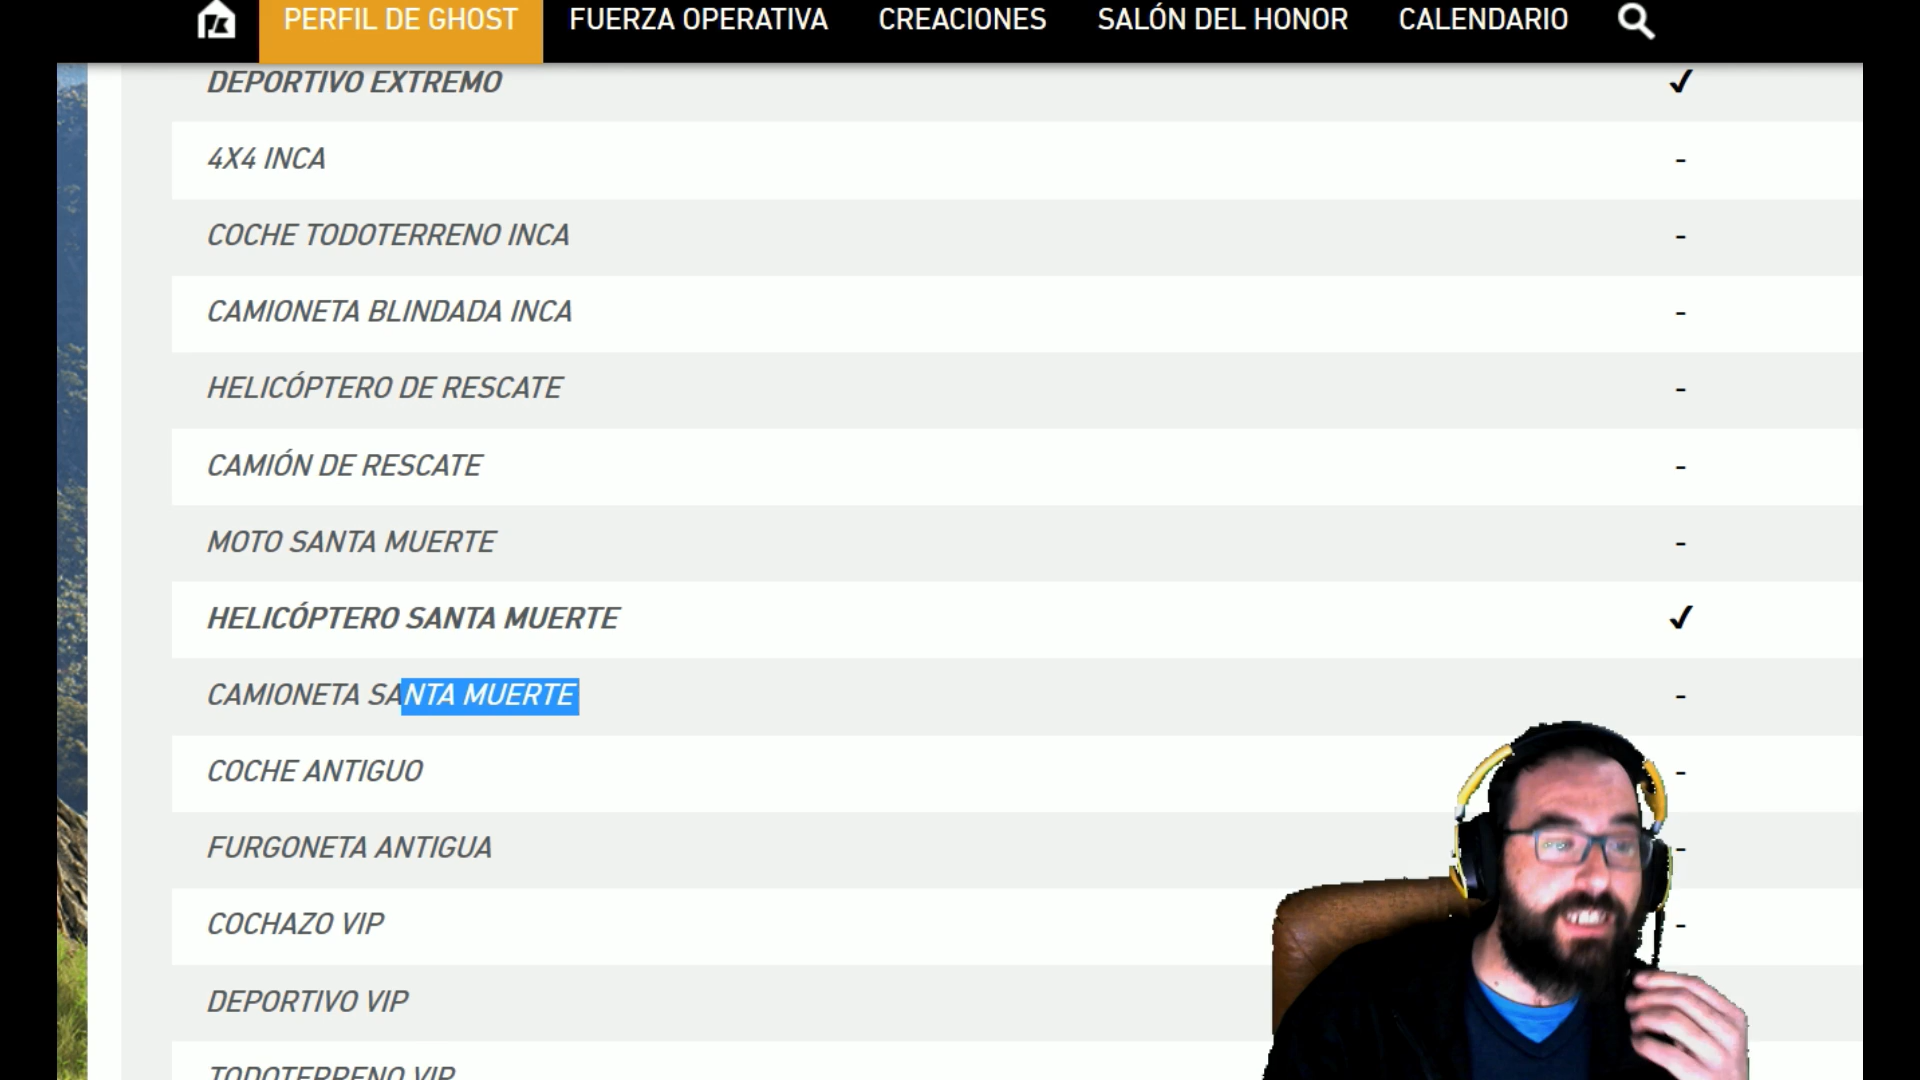 PERFIL DE GHOST FUERZA OPERATIVA CREACIONES SALÓN DEL HONOR CALENDARIO
DEPORTIVO EXTREMO ✓
4X4 INCA -
COCHE TODOTERRENO INCA -
CAMIONETA BLINDADA INCA -
HELICÓPTERO DE RESCATE -
CAMIÓN DE RESCATE -
MOTO SANTA MUERTE -
HELICÓPTERO SANTA MUERTE ✓
CAMIONETA SANTA MUERTE -
COCHE ANTIGUO -
FURGONETA ANTIGUA -
COCHAZO VIP -
DEPORTIVO VIP
TODOTERRENO VIP